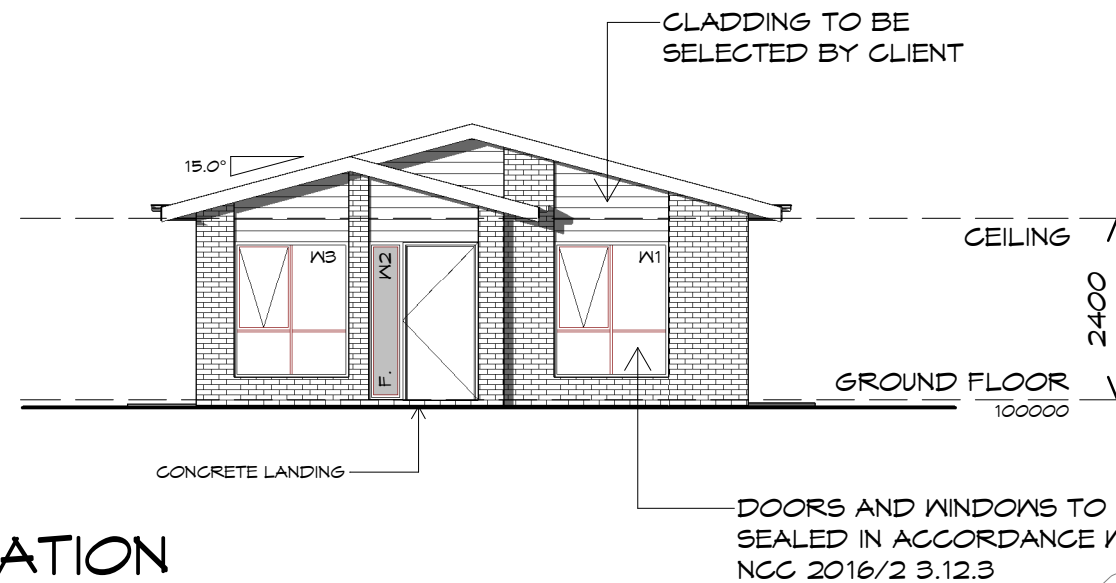 CLADDING TO BE
SELECTED BY CLIENT
15.0°
CEILING
W3
W2
W1
2400
F.
GROUND FLOOR
100000
CONCRETE LANDING
DOORS AND WINDOWS TO
SEALED IN ACCORDANCE
NCC 2016/2 3.12.3
ATION